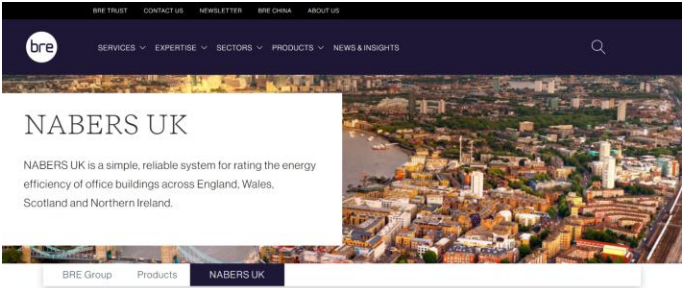 BRE TRUST CONTACT US NEWSLETTER BRE CHINA ABOUT US
bre SERVICES EXPERTISE SECTORS PRODUCTS NEWS & INSIGHTS
NABERS UK
NABERS UK is a simple, reliable system for rating the energy
efficiency of office buildings across England, Wales,
Scotland and Northern Ireland.
BRE Group Products NABERS UK